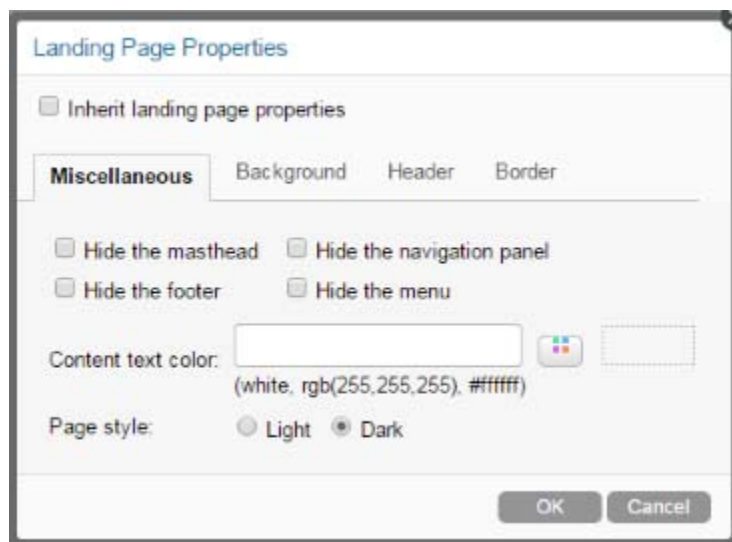 Landing Page Properties
Inherit landing page properties
Miscellaneous Background Header Border
Hide the masthead Hide the navigation panel
Hide the footer Hide the menu
Content text color:
(white, rgb(255,255,255), #ffffff)
Page style: Light Dark
OK Cancel